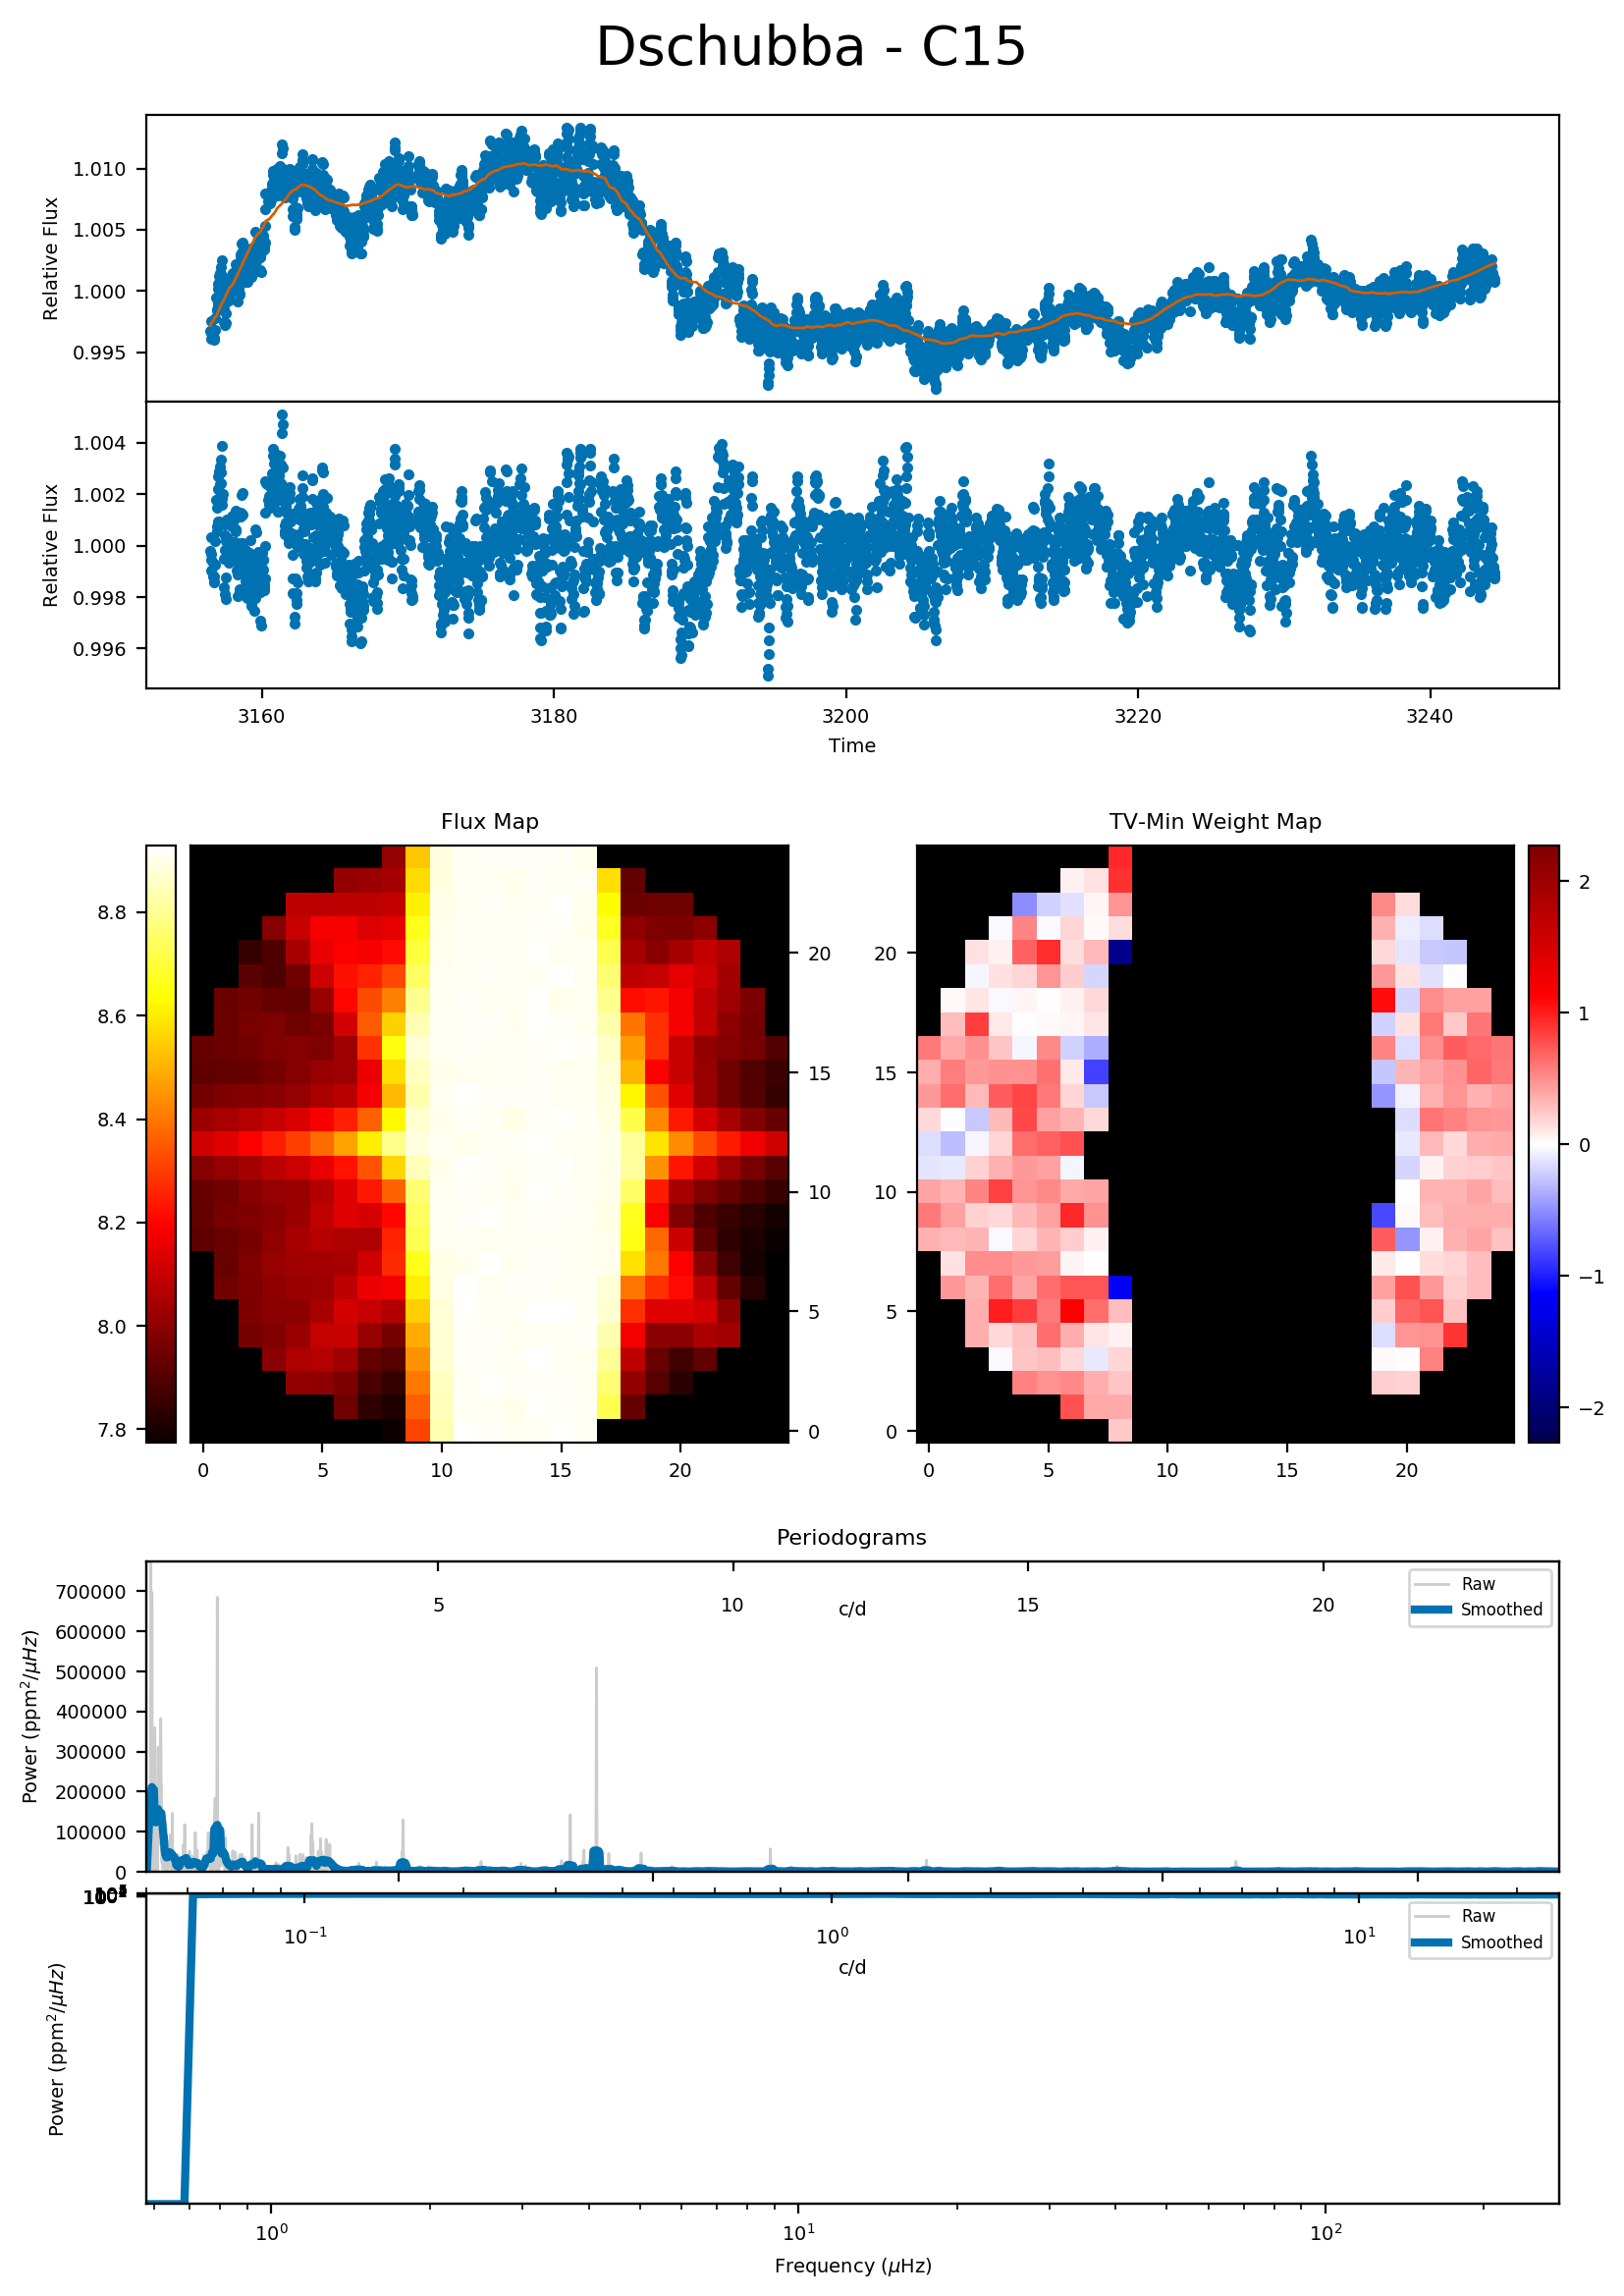 Dschubba - C15
1.010
1.005
1.000
0.995
Relative Flux
1.004
1.002
1.000
0.998
0.996
Relative Flux
3160 3180 3200 3220 3240
Time
Flux Map
8.8
8.6
8.4
8.2
8.0
7.8
20
15
10
5
0
0 5 10 15 20
TV-Min Weight Map
20
15
10
5
0
0 5 10 15 20
2
1
0
−1
−2
Periodograms
700000
600000
500000
400000
300000
200000
100000
0
Power (ppm²/μHz)
5 10 15 20
c/d
Raw
Smoothed
10⁻¹ 10⁰ 10¹
c/d
Raw
Smoothed
Power (ppm²/μHz)
10⁰ 10¹ 10²
Frequency (μHz)